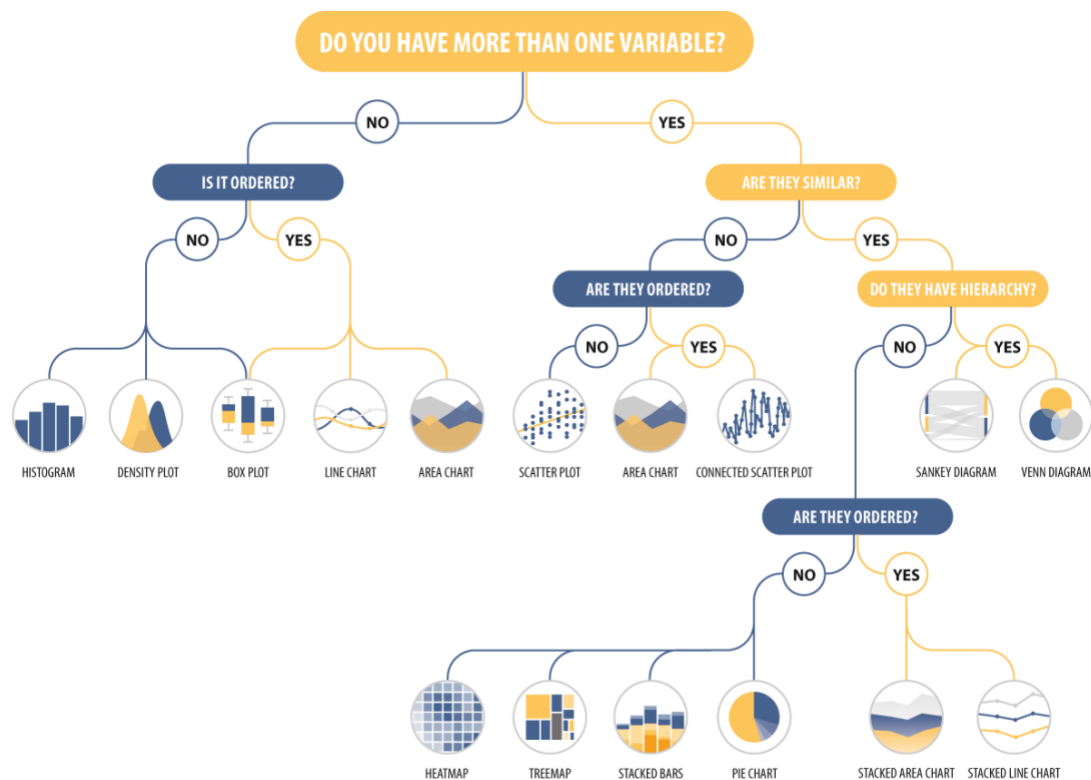 DO YOU HAVE MORE THAN ONE VARIABLE?
NO
YES
IS IT ORDERED?
ARE THEY SIMILAR?
NO
YES
NO
YES
ARE THEY ORDERED?
DO THEY HAVE HIERARCHY?
NO
YES
NO
YES
HISTOGRAM
DENSITY PLOT
BOX PLOT
LINE CHART
AREA CHART
SCATTER PLOT
AREA CHART
CONNECTED SCATTER PLOT
SANKEY DIAGRAM
VENN DIAGRAM
ARE THEY ORDERED?
NO
YES
HEATMAP
TREEMAP
STACKED BARS
PIE CHART
STACKED AREA CHART
STACKED LINE CHART